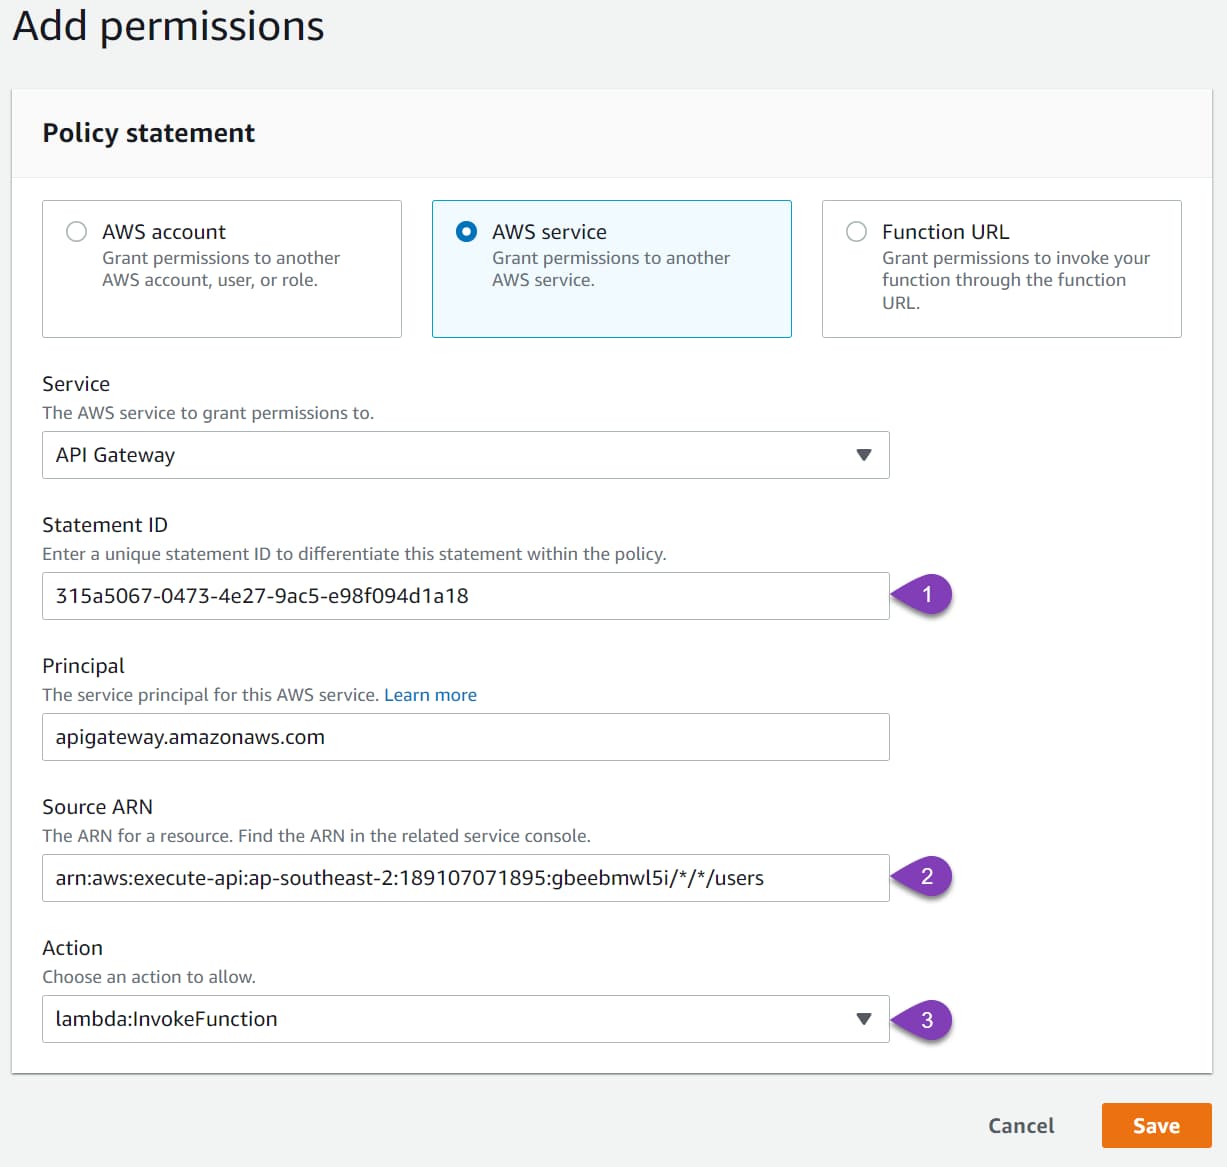 Add permissions
Policy statement
AWS account
Grant permissions to another
AWS account, user, or role.
AWS service
Grant permissions to another
AWS service.
Function URL
Grant permissions to invoke your
function through the function
URL.
Service
The AWS service to grant permissions to.
API Gateway
Statement ID
Enter a unique statement ID to differentiate this statement within the policy.
315a5067-0473-4e27-9ac5-e98f094d1a18
1
Principal
The service principal for this AWS service. Learn more
apigateway.amazonaws.com
Source ARN
The ARN for a resource. Find the ARN in the related service console.
arn:aws:execute-api:ap-southeast-2:189107071895:gbeebmwl5i/*/*/users
2
Action
Choose an action to allow.
lambda:InvokeFunction
3
Cancel
Save